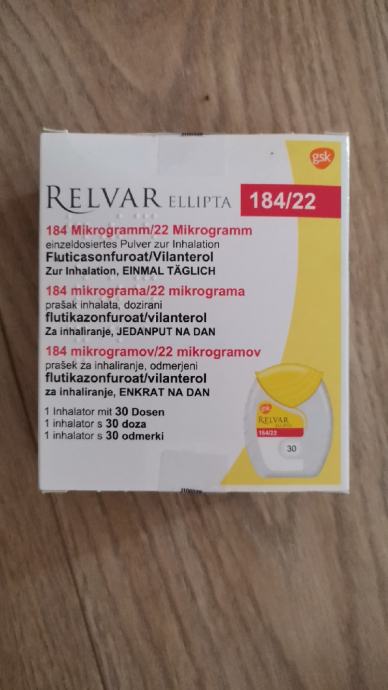 gsk
RELVAR ELLIPTA 184/22
184 Mikrogramm/22 Mikrogramm
einzeldosiertes Pulver zur Inhalation
Fluticasonfuroat/Vilanterol
Zur Inhalation, EINMAL TÄGLICH
184 mikrograma/22 mikrograma
prašak inhalata, dozirani
flutikazonfuroat/vilanterol
Za inhaliranje, JEDANPUT NA DAN
184 mikrogramov/22 mikrogramov
prašek za inhaliranje, odmerjeni
flutikazonfuroat/vilanterol
za inhaliranje, ENKRAT NA DAN
1 Inhalator mit 30 Dosen
1 inhalator s 30 doza
1 inhalator s 30 odmerki
gsk
RELVAR
ELLIPTA
184/22
30